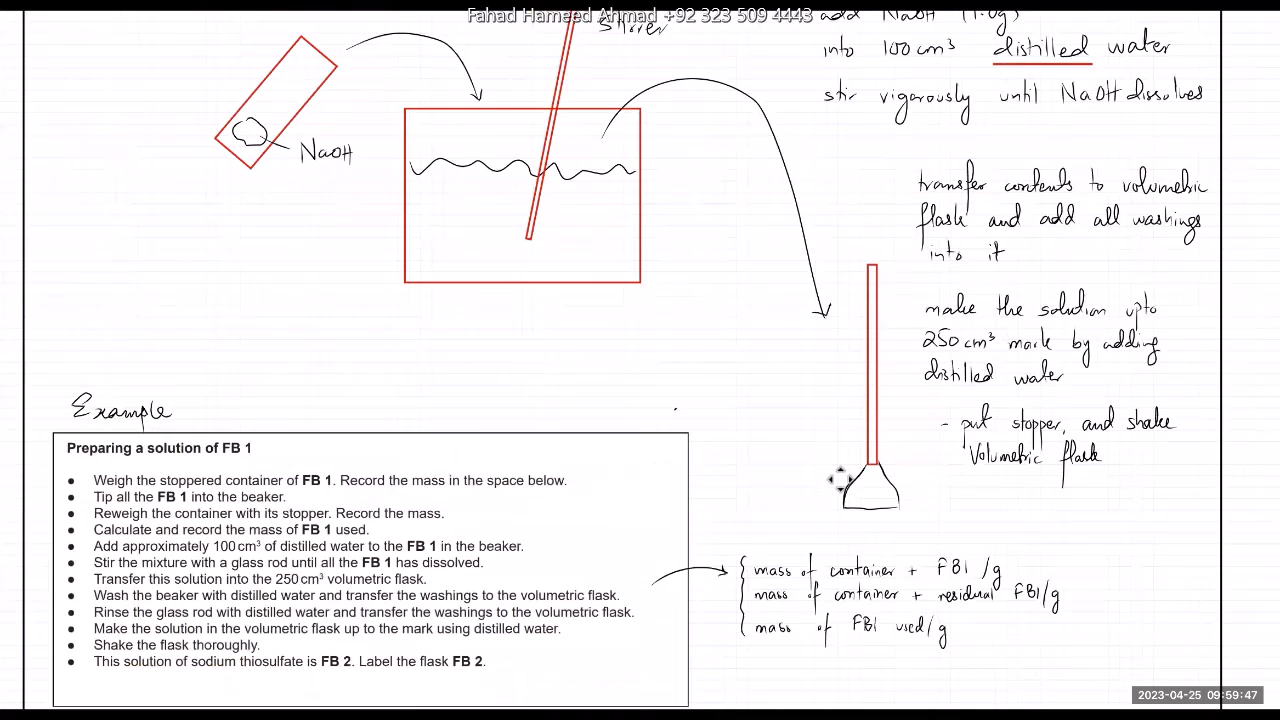 Fahad Hameed Ahmad +92 323 509 4443
Stirrer
add NaOH (1.0g)
into 100 cm³ distilled water
stir vigorously until NaOH dissolves
NaOH
transfer contents to volumetric
flask and add all washings
into it
make the solution upto
250 cm³ mark by adding
distilled water
- put stopper, and shake
Volumetric flask
Example
Preparing a solution of FB 1
● Weigh the stoppered container of FB 1. Record the mass in the space below.
● Tip all the FB 1 into the beaker.
● Reweigh the container with its stopper. Record the mass.
● Calculate and record the mass of FB 1 used.
● Add approximately 100 cm³ of distilled water to the FB 1 in the beaker.
● Stir the mixture with a glass rod until all the FB 1 has dissolved.
● Transfer this solution into the 250 cm³ volumetric flask.
● Wash the beaker with distilled water and transfer the washings to the volumetric flask.
● Rinse the glass rod with distilled water and transfer the washings to the volumetric flask.
● Make the solution in the volumetric flask up to the mark using distilled water.
● Shake the flask thoroughly.
● This solution of sodium thiosulfate is FB 2. Label the flask FB 2.
mass of container + FB1 /g
mass of container + residual FB1/g
mass of FB1 used/g
2023-04-25 09:59:47